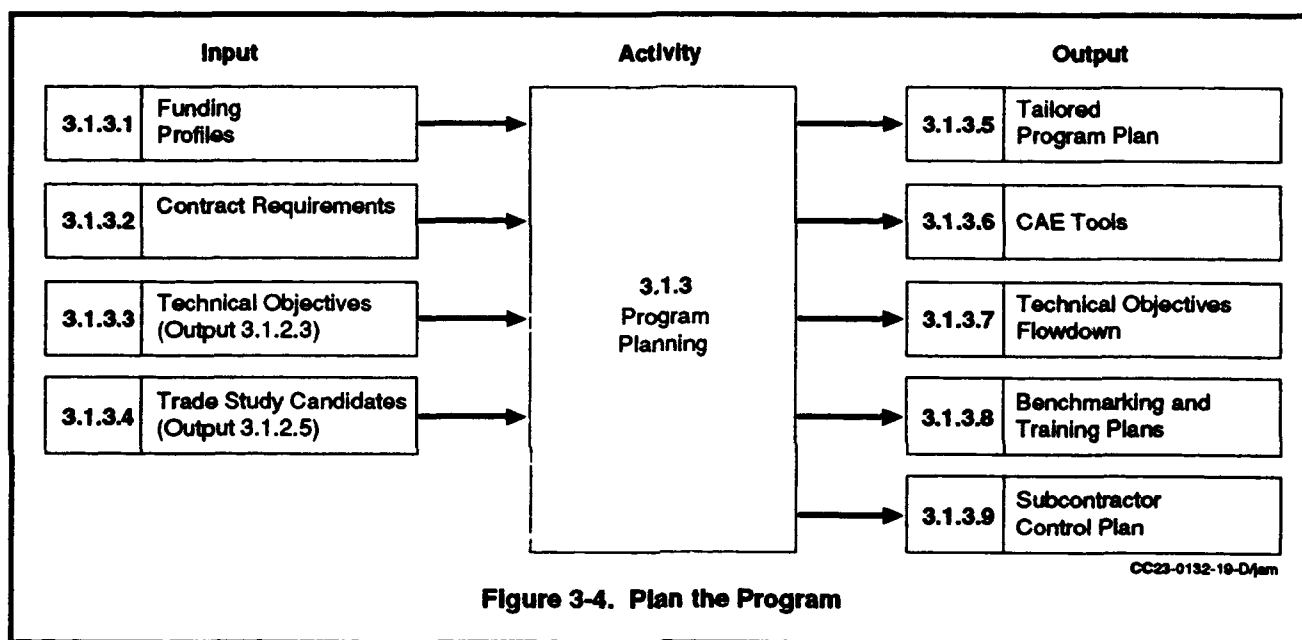 Input
Activity
Output
3.1.3.1
Funding
Profiles
3.1.3.2
Contract Requirements
3.1.3.3
Technical Objectives
(Output 3.1.2.3)
3.1.3.4
Trade Study Candidates
(Output 3.1.2.5)
3.1.3
Program
Planning
3.1.3.5
Tailored
Program Plan
3.1.3.6
CAE Tools
3.1.3.7
Technical Objectives
Flowdown
3.1.3.8
Benchmarking and
Training Plans
3.1.3.9
Subcontractor
Control Plan
CC23-0132-19-D/jam
Figure 3-4. Plan the Program